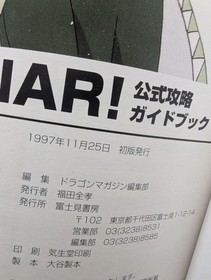 IAR!
公式攻略
ガイドブック
1997年11月25日 初版発行
編 集 ドラゴンマガジン編集部
発行者 福田全孝
発行所 富士見書房
〒102 東京都千代田区富士見1-12-14
営業部 03(3238)8531
編集部 03(3238)8585
印 刷 気生堂印刷
製 本 大谷製本